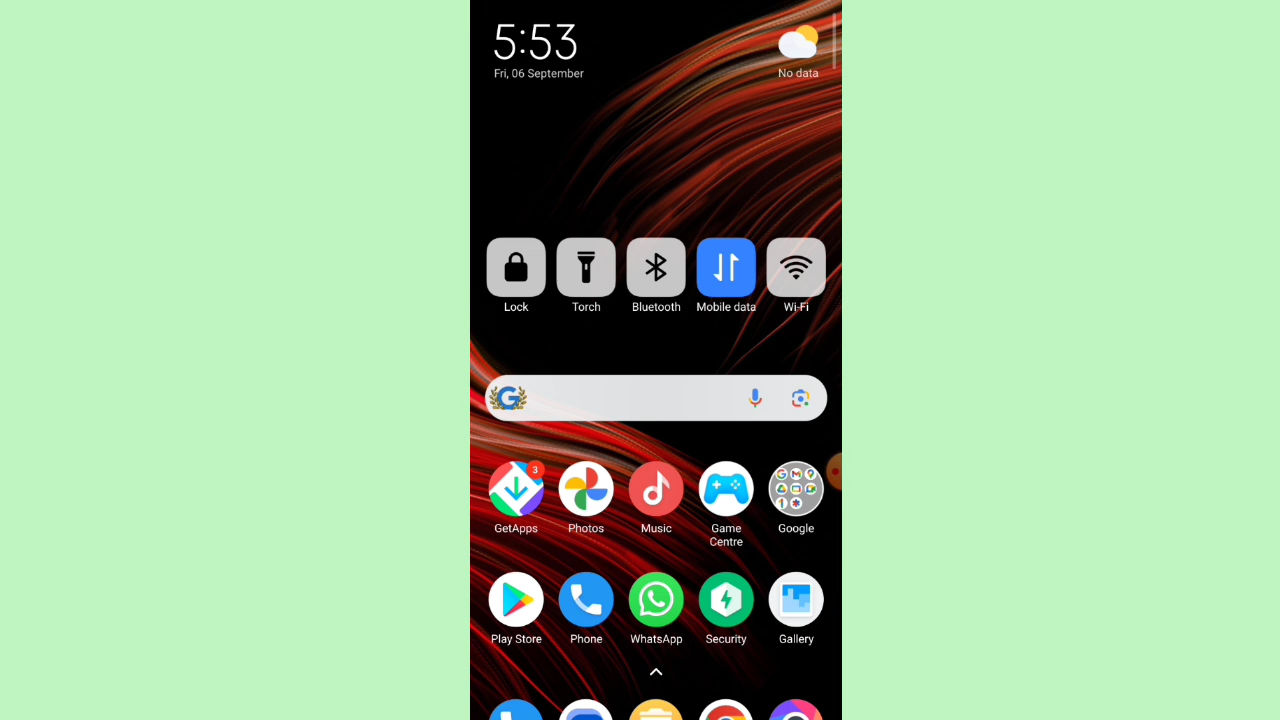 5:53
Fri, 06 September
No data
Lock Torch Bluetooth Mobile data Wi-Fi
3
GetApps Photos Music Game Centre Google
Play Store Phone WhatsApp Security Gallery